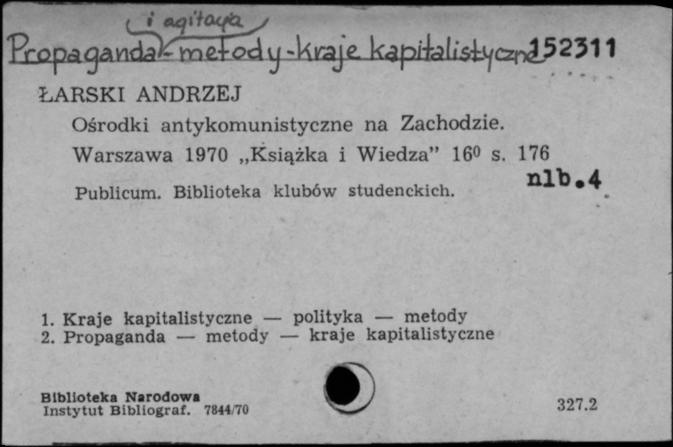 i agitacja
Propaganda - metody - kraje kapitalistyczne 152311
ŁARSKI ANDRZEJ
Ośrodki antykomunistyczne na Zachodzie.
Warszawa 1970 „Książka i Wiedza” 16⁰ s. 176
nlb.4
Publicum. Biblioteka klubów studenckich.
1. Kraje kapitalistyczne — polityka — metody
2. Propaganda — metody — kraje kapitalistyczne
Biblioteka Narodowa
Instytut Bibliograf. 7844/70
327.2